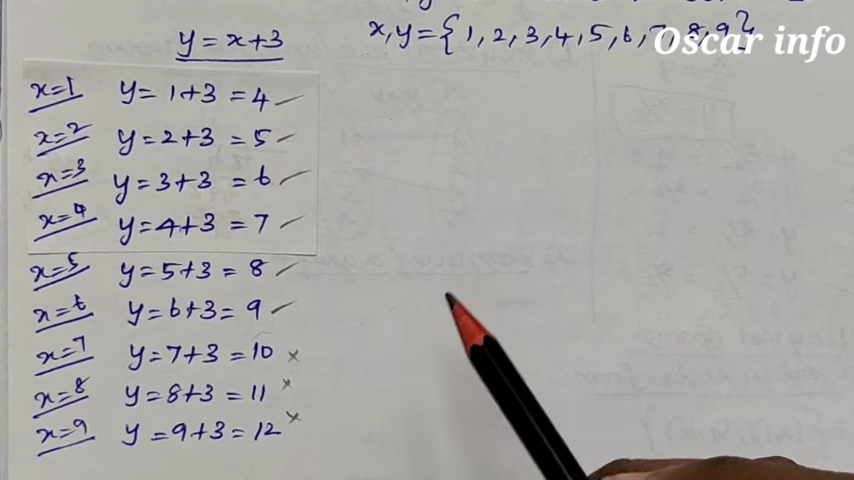 y = x+3
x,y = {1, 2, 3, 4, 5, 6, 7, 8, 9}
Oscar info
x=1 y= 1+3 = 4 ✓
x=2 y= 2+3 = 5 ✓
x=3 y = 3+3 = 6 ✓
x=4 y= 4+3 = 7 ✓
x=5 y= 5+3 = 8 ✓
x=6 y= 6+3= 9 ✓
x=7 y= 7+3 = 10 ×
x=8 y= 8+3 = 11 ×
x=9 y = 9+3 = 12 ×